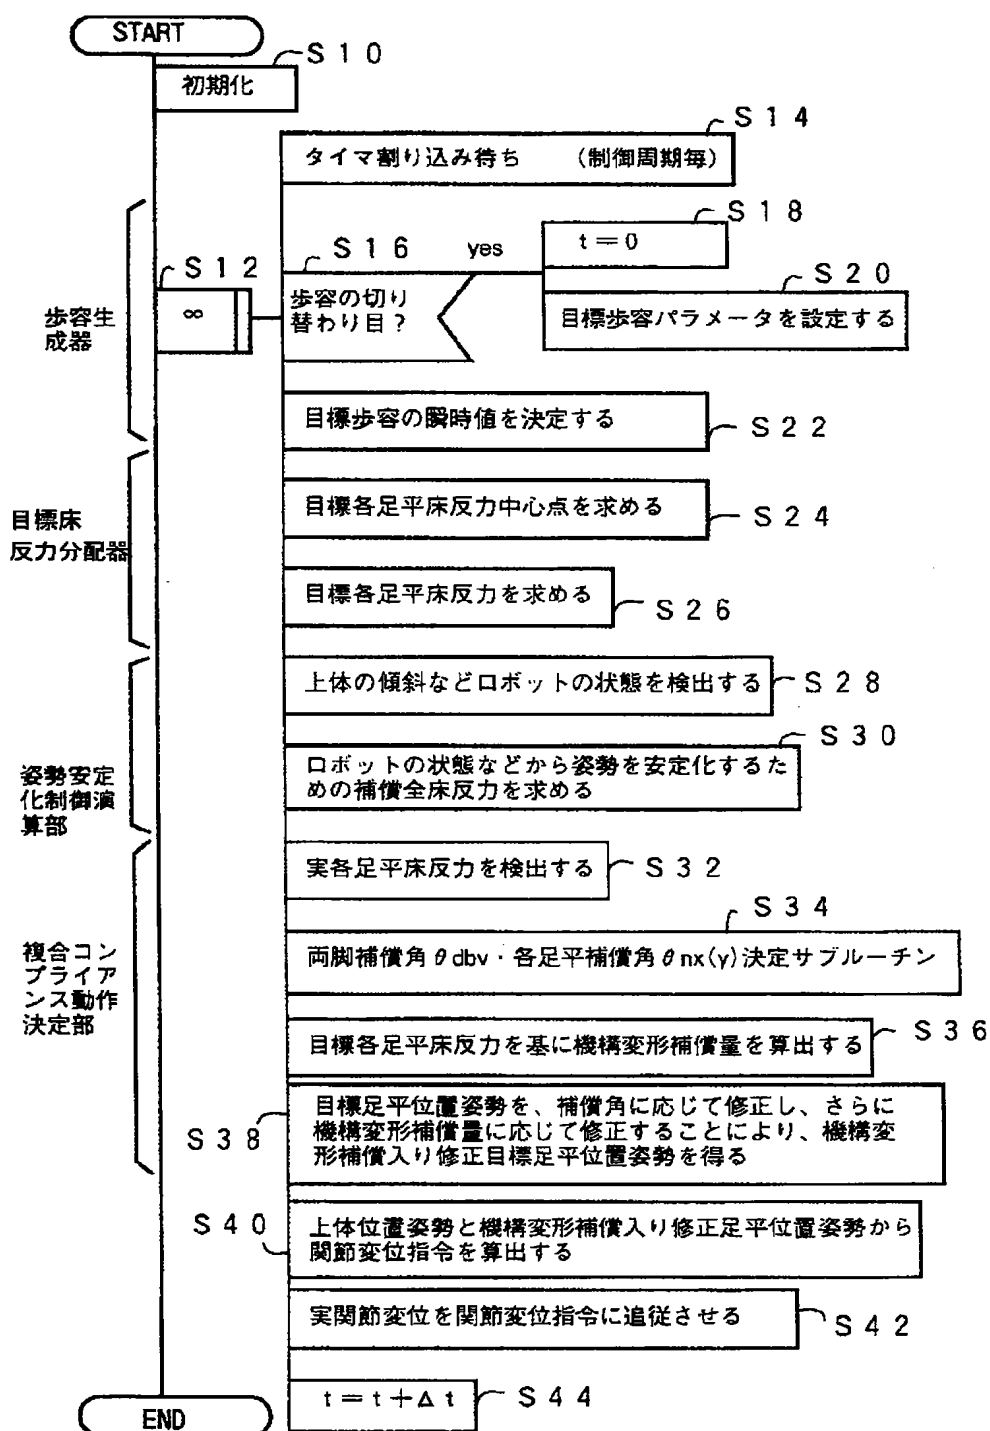 START
S10
初期化
S14
タイマ割り込み待ち　（制御周期毎）
S18
t＝0
S16
yes
S12
S20
歩容の切り
替わり目？
∞
目標歩容パラメータを設定する
歩容生
成器
目標歩容の瞬時値を決定する
S22
目標各足平床反力中心点を求める
S24
目標床
反力分配器
目標各足平床反力を求める
S26
上体の傾斜などロボットの状態を検出する
S28
S30
ロボットの状態などから姿勢を安定化するた
めの補償全床反力を求める
姿勢安定
化制御演
算部
実各足平床反力を検出する
S32
S34
両脚補償角θdbv・各足平補償角θnx(y)決定サブルーチン
複合コン
プライア
ンス動作
決定部
S36
目標各足平床反力を基に機構変形補償量を算出する
目標足平位置姿勢を、補償角に応じて修正し、さらに
機構変形補償量に応じて修正することにより、機構変
形補償入り修正目標足平位置姿勢を得る
S38
S40
上体位置姿勢と機構変形補償入り修正足平位置姿勢から
関節変位指令を算出する
実関節変位を関節変位指令に追従させる
S42
t＝t＋Δt
S44
END